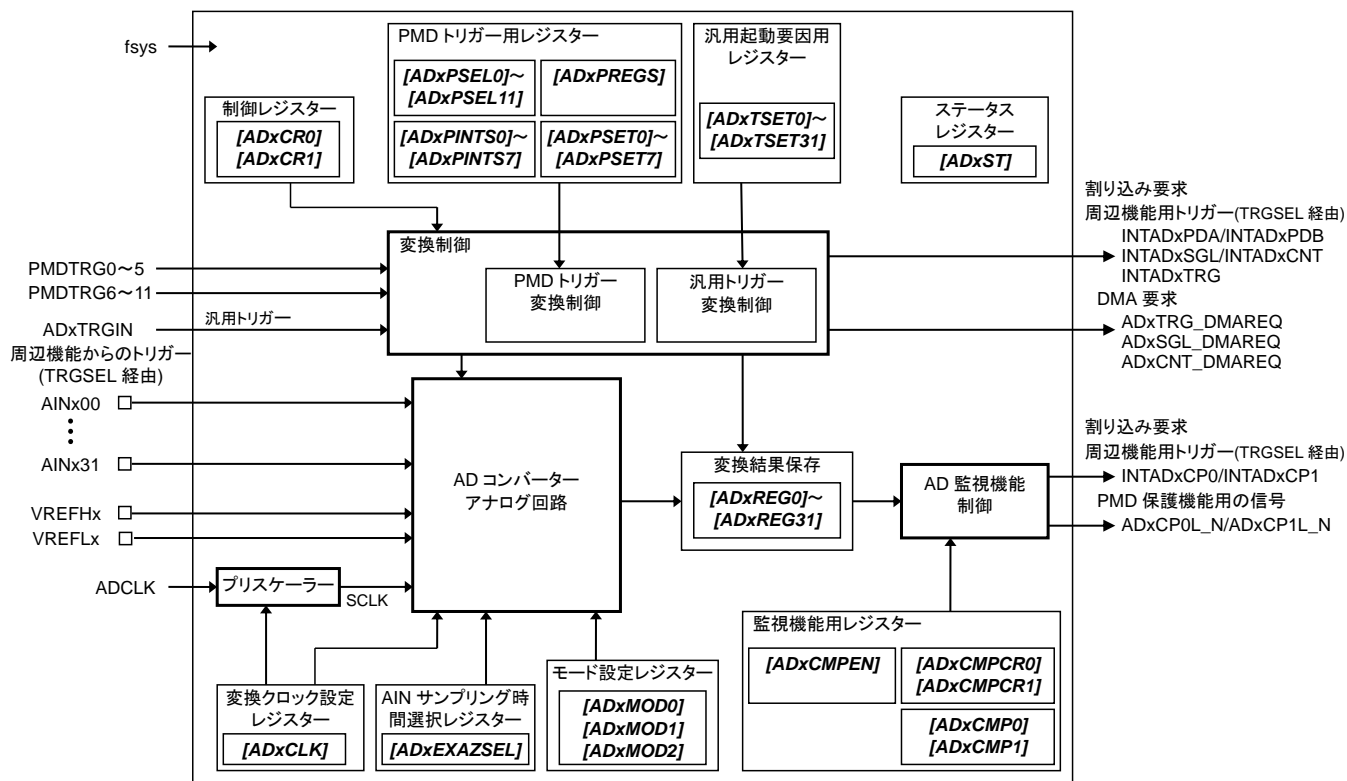 fsys
PMD トリガー用レジスター
[ADxPSEL0]～
[ADxPSEL11]
[ADxPREGS]
[ADxPINTS0]～
[ADxPINTS7]
[ADxPSET0]～
[ADxPSET7]
汎用起動要因用
レジスター
[ADxTSET0]～
[ADxTSET31]
制御レジスター
[ADxCR0]
[ADxCR1]
ステータス
レジスター
[ADxST]
変換制御
PMD トリガー
変換制御
汎用トリガー
変換制御
PMDTRG0～5
PMDTRG6～11
ADxTRGIN
汎用トリガー
周辺機能からのトリガー
(TRGSEL 経由)
割り込み要求
周辺機能用トリガー(TRGSEL 経由)
INTADxPDA/INTADxPDB
INTADxSGL/INTADxCNT
INTADxTRG
DMA 要求
ADxTRG_DMAREQ
ADxSGL_DMAREQ
ADxCNT_DMAREQ
AINx00
AINx31
VREFHx
VREFLx
AD コンバーター
アナログ回路
変換結果保存
[ADxREG0]～
[ADxREG31]
AD 監視機能
制御
割り込み要求
周辺機能用トリガー(TRGSEL 経由)
INTADxCP0/INTADxCP1
PMD 保護機能用の信号
ADxCP0L_N/ADxCP1L_N
ADCLK
プリスケーラー
SCLK
変換クロック設定
レジスター
[ADxCLK]
AIN サンプリング時
間選択レジスター
[ADxEXAZSEL]
モード設定レジスター
[ADxMOD0]
[ADxMOD1]
[ADxMOD2]
監視機能用レジスター
[ADxCMPEN]
[ADxCMPCR0]
[ADxCMPCR1]
[ADxCMP0]
[ADxCMP1]